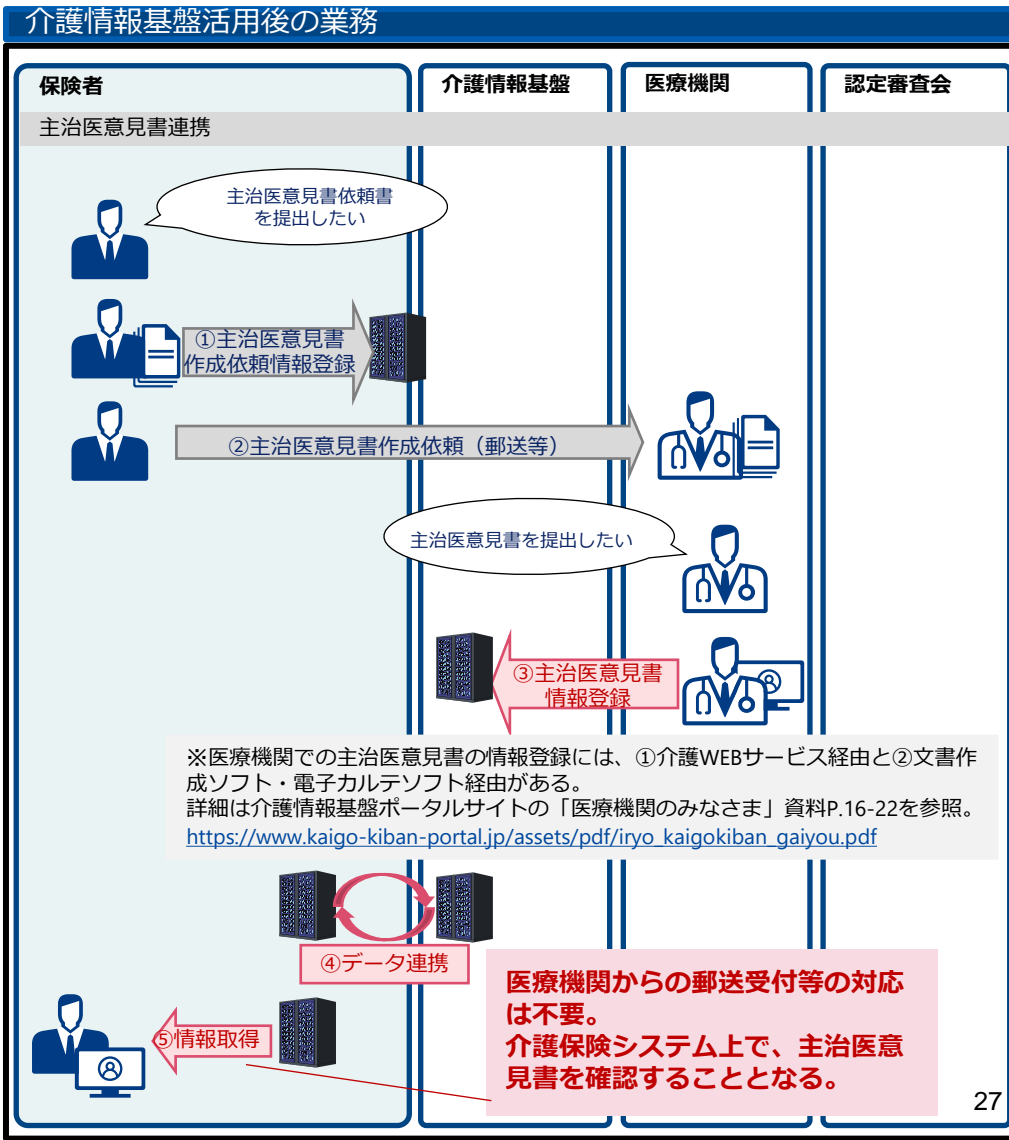 介護情報基盤活用後の業務
保険者
介護情報基盤
医療機関
認定審査会
主治医意見書連携
主治医意見書依頼書
を提出したい
①主治医意見書
作成依頼情報登録
②主治医意見書作成依頼（郵送等）
主治医意見書を提出したい
③主治医意見書
情報登録
※医療機関での主治医意見書の情報登録には、①介護WEBサービス経由と②文書作
成ソフト・電子カルテソフト経由がある。
詳細は介護情報基盤ポータルサイトの「医療機関のみなさま」資料P.16-22を参照。
https://www.kaigo-kiban-portal.jp/assets/pdf/iryo_kaigokiban_gaiyou.pdf
④データ連携
医療機関からの郵送受付等の対応
は不要。
介護保険システム上で、主治医意
見書を確認することとなる。
⑤情報取得
27